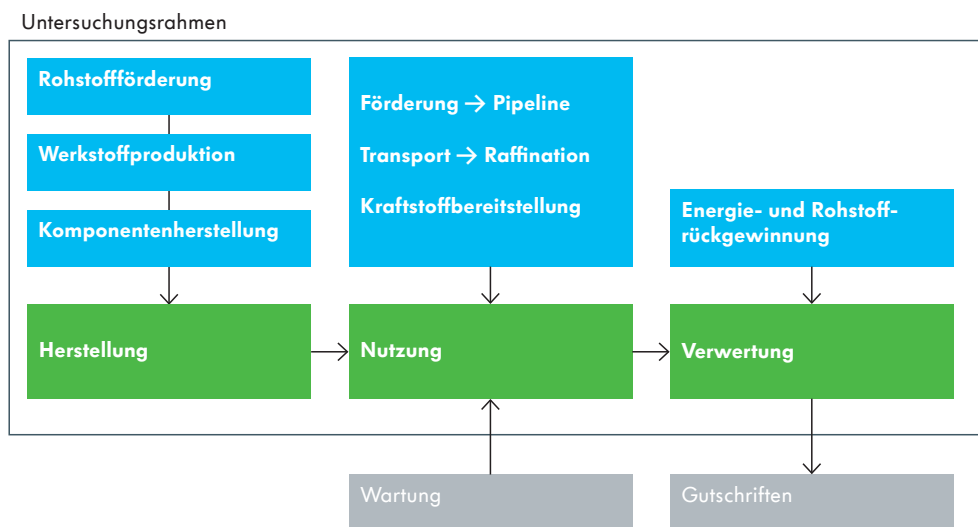 Untersuchungsrahmen
Rohstoffförderung
Werkstoffproduktion
Komponentenherstellung
Herstellung
Förderung → Pipeline
Transport → Raffination
Kraftstoffbereitstellung
Nutzung
Energie- und Rohstoff-
rückgewinnung
Verwertung
Wartung
Gutschriften